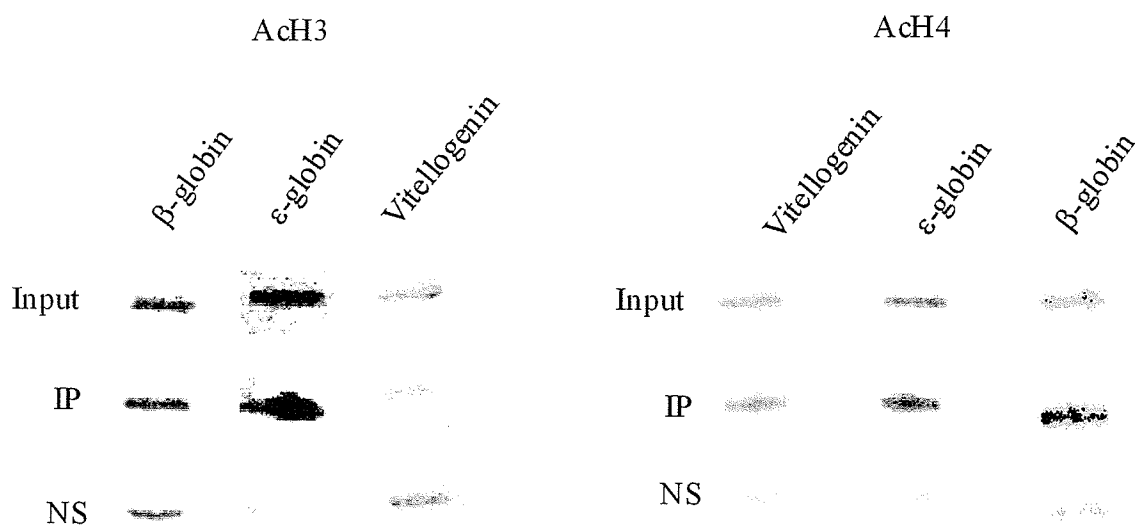 AcH3
AcH4
β-globin
ε-globin
Vitellogenin
Vitellogenin
ε-globin
β-globin
Input
Input
IP
IP
NS
NS